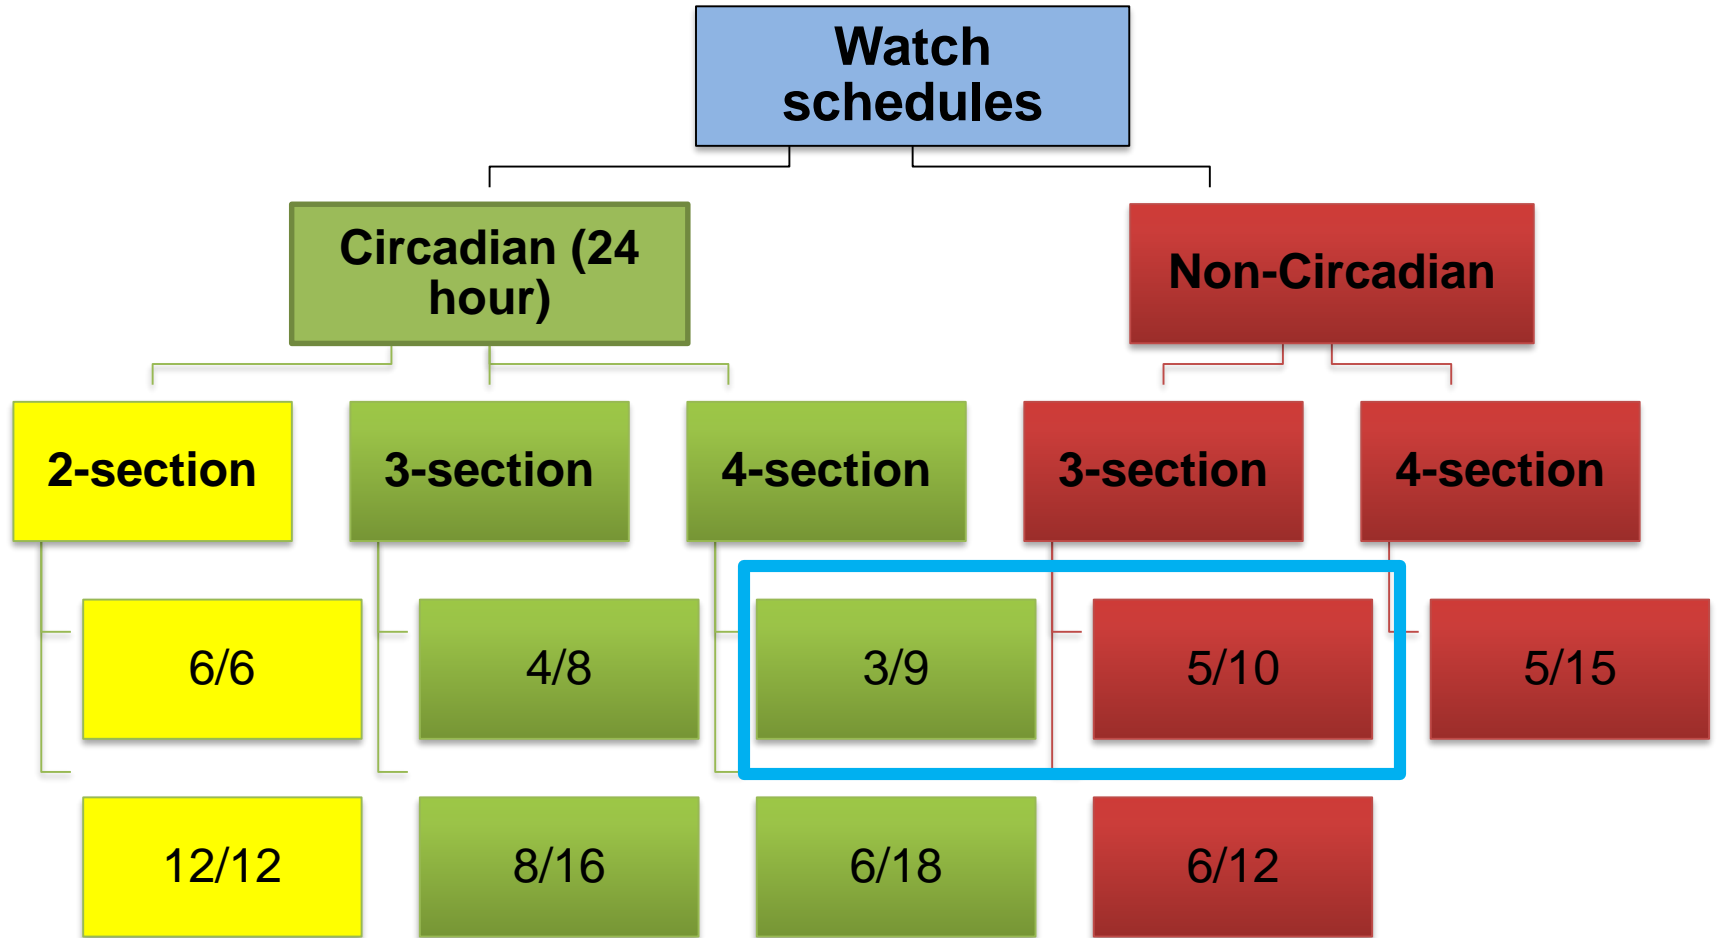 Watch
schedules
Circadian (24
hour)
Non-Circadian
2-section
3-section
4-section
3-section
4-section
6/6
4/8
3/9
5/10
5/15
12/12
8/16
6/18
6/12